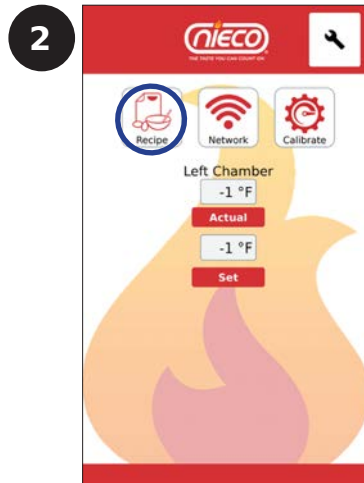 2
nieco
THE TASTE YOU CAN COUNT ON
Recipe Network Calibrate
Left Chamber
-1 °F
Actual
-1 °F
Set